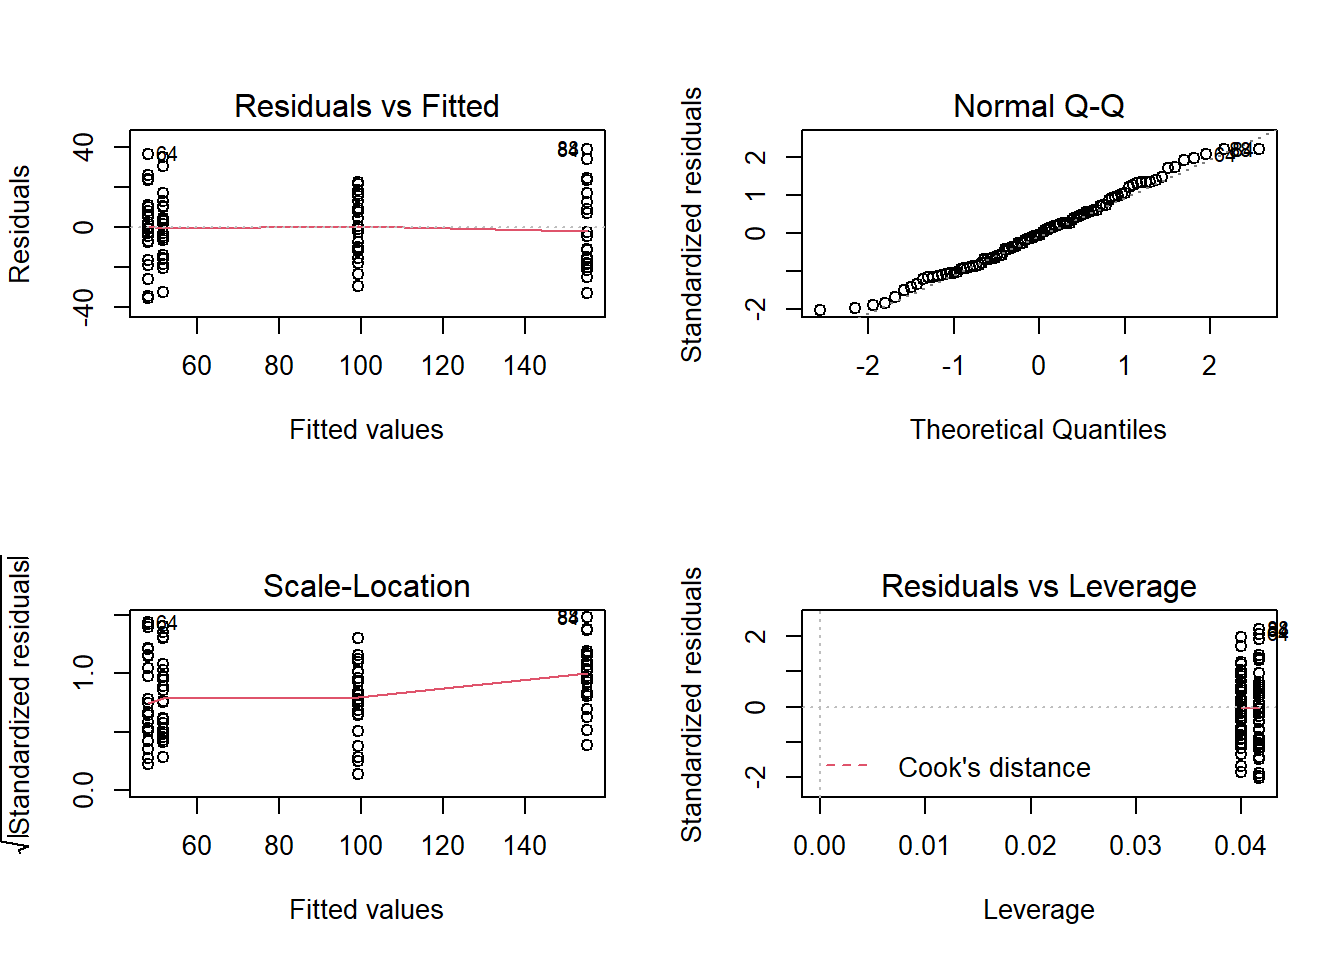 Residuals vs Fitted
Residuals
40
0
-40
64
60 80 100 120 140
Fitted values
Normal Q-Q
Standardized residuals
2
1
0
-2
64
-2 -1 0 1 2
Theoretical Quantiles
Scale-Location
√|Standardized residuals|
1.0
0.0
64
60 80 100 120 140
Fitted values
Residuals vs Leverage
Standardized residuals
2
0
-2
Cook's distance
0.00 0.01 0.02 0.03 0.04
Leverage